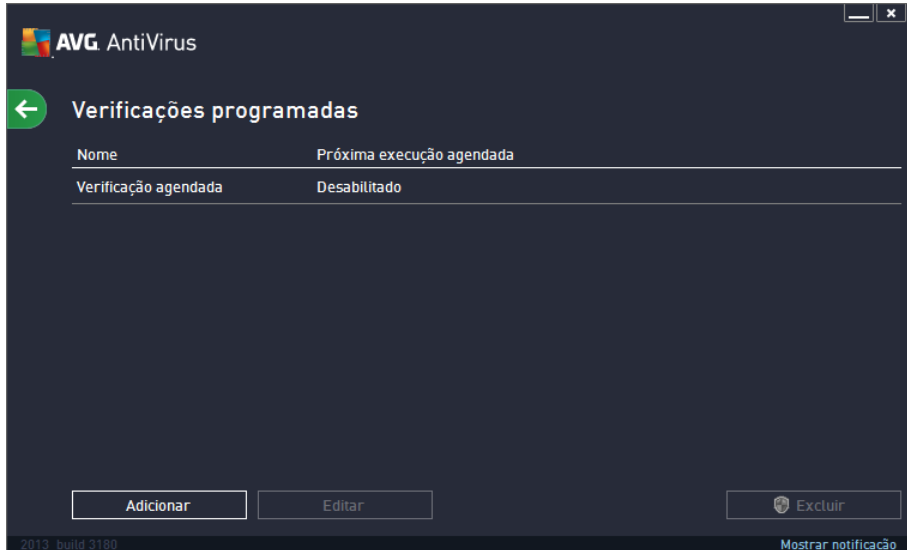 AVG. AntiVirus
Verificações programadas
Nome Próxima execução agendada
Verificação agendada Desabilitado
Adicionar Editar Excluir
2013 build 3180 Mostrar notificação